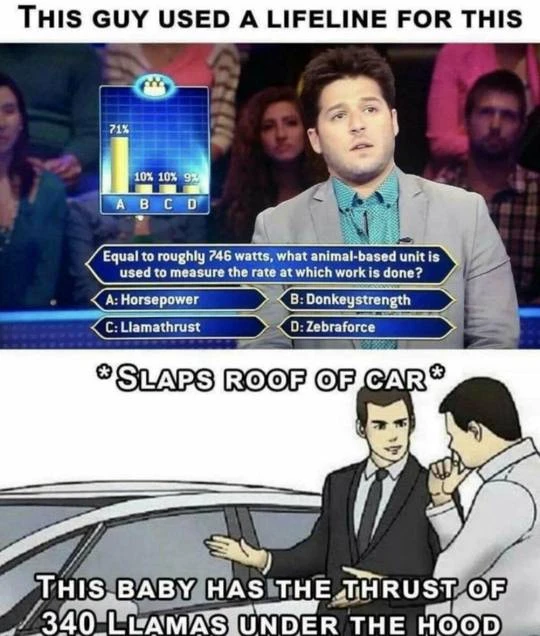 THIS GUY USED A LIFELINE FOR THIS
71%
10% 10% 9%
A B C D
Equal to roughly 746 watts, what animal-based unit is
used to measure the rate at which work is done?
A: Horsepower
B: Donkeystrength
C: Llamathrust
D: Zebraforce
*SLAPS ROOF OF CAR*
THIS BABY HAS THE THRUST OF
340 LLAMAS UNDER THE HOOD